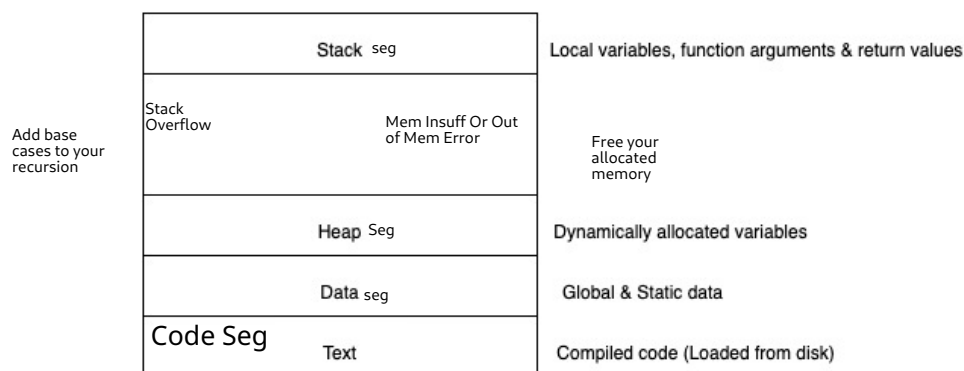 Stack seg
Local variables, function arguments & return values
Stack
Overflow
Mem Insuff Or Out
of Mem Error
Add base
cases to your
recursion
Free your
allocated
memory
Heap Seg
Dynamically allocated variables
Data seg
Global & Static data
Code Seg
Text
Compiled code (Loaded from disk)